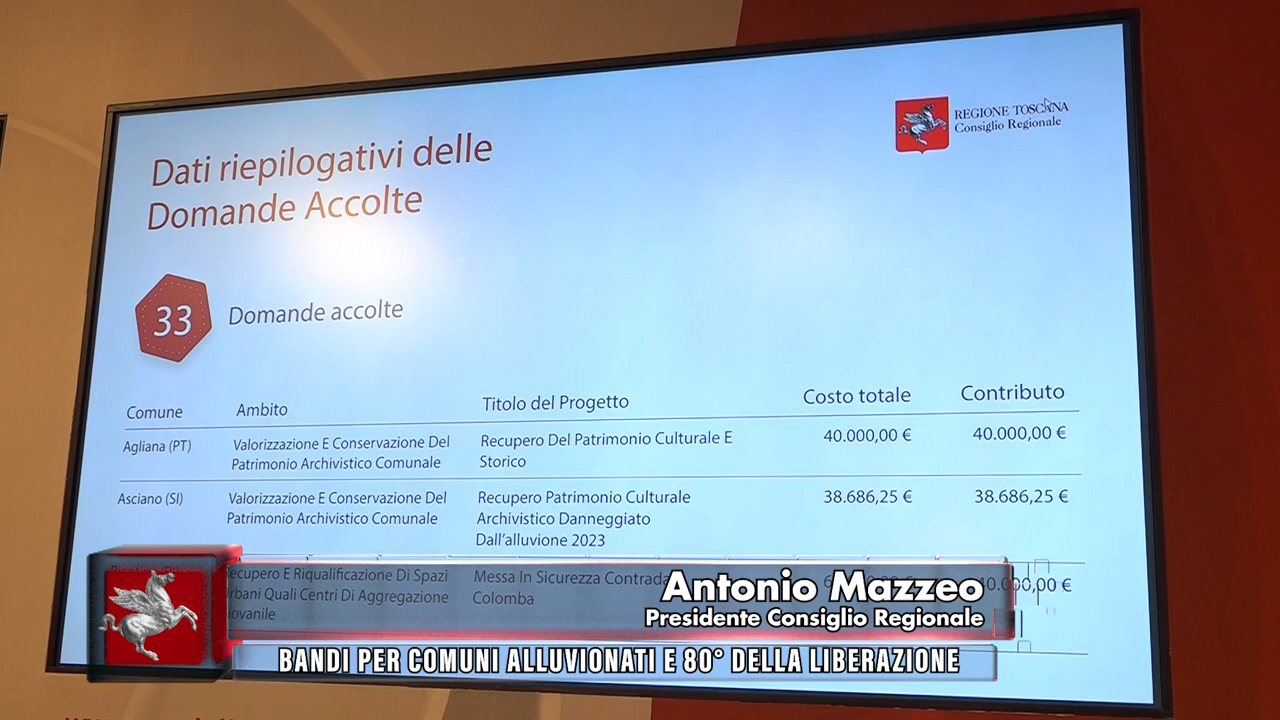 REGIONE TOSCANA
Consiglio Regionale
Dati riepilogativi delle
Domande Accolte
33
Domande accolte
Comune Ambito Titolo del Progetto Costo totale Contributo
Agliana (PT) Valorizzazione E Conservazione Del Recupero Del Patrimonio Culturale E 40.000,00 € 40.000,00 €
Patrimonio Archivistico Comunale Storico
Asciano (SI) Valorizzazione E Conservazione Del Recupero Patrimonio Culturale 38.686,25 € 38.686,25 €
Patrimonio Archivistico Comunale Archivistico Danneggiato
Dall'alluvione 2023
Recupero E Riqualificazione Di Spazi Messa In Sicurezza Contrada
Urbani Quali Centri Di Aggregazione Colomba
Giovanile
Antonio Mazzeo
Presidente Consiglio Regionale
BANDI PER COMUNI ALLUVIONATI E 80° DELLA LIBERAZIONE